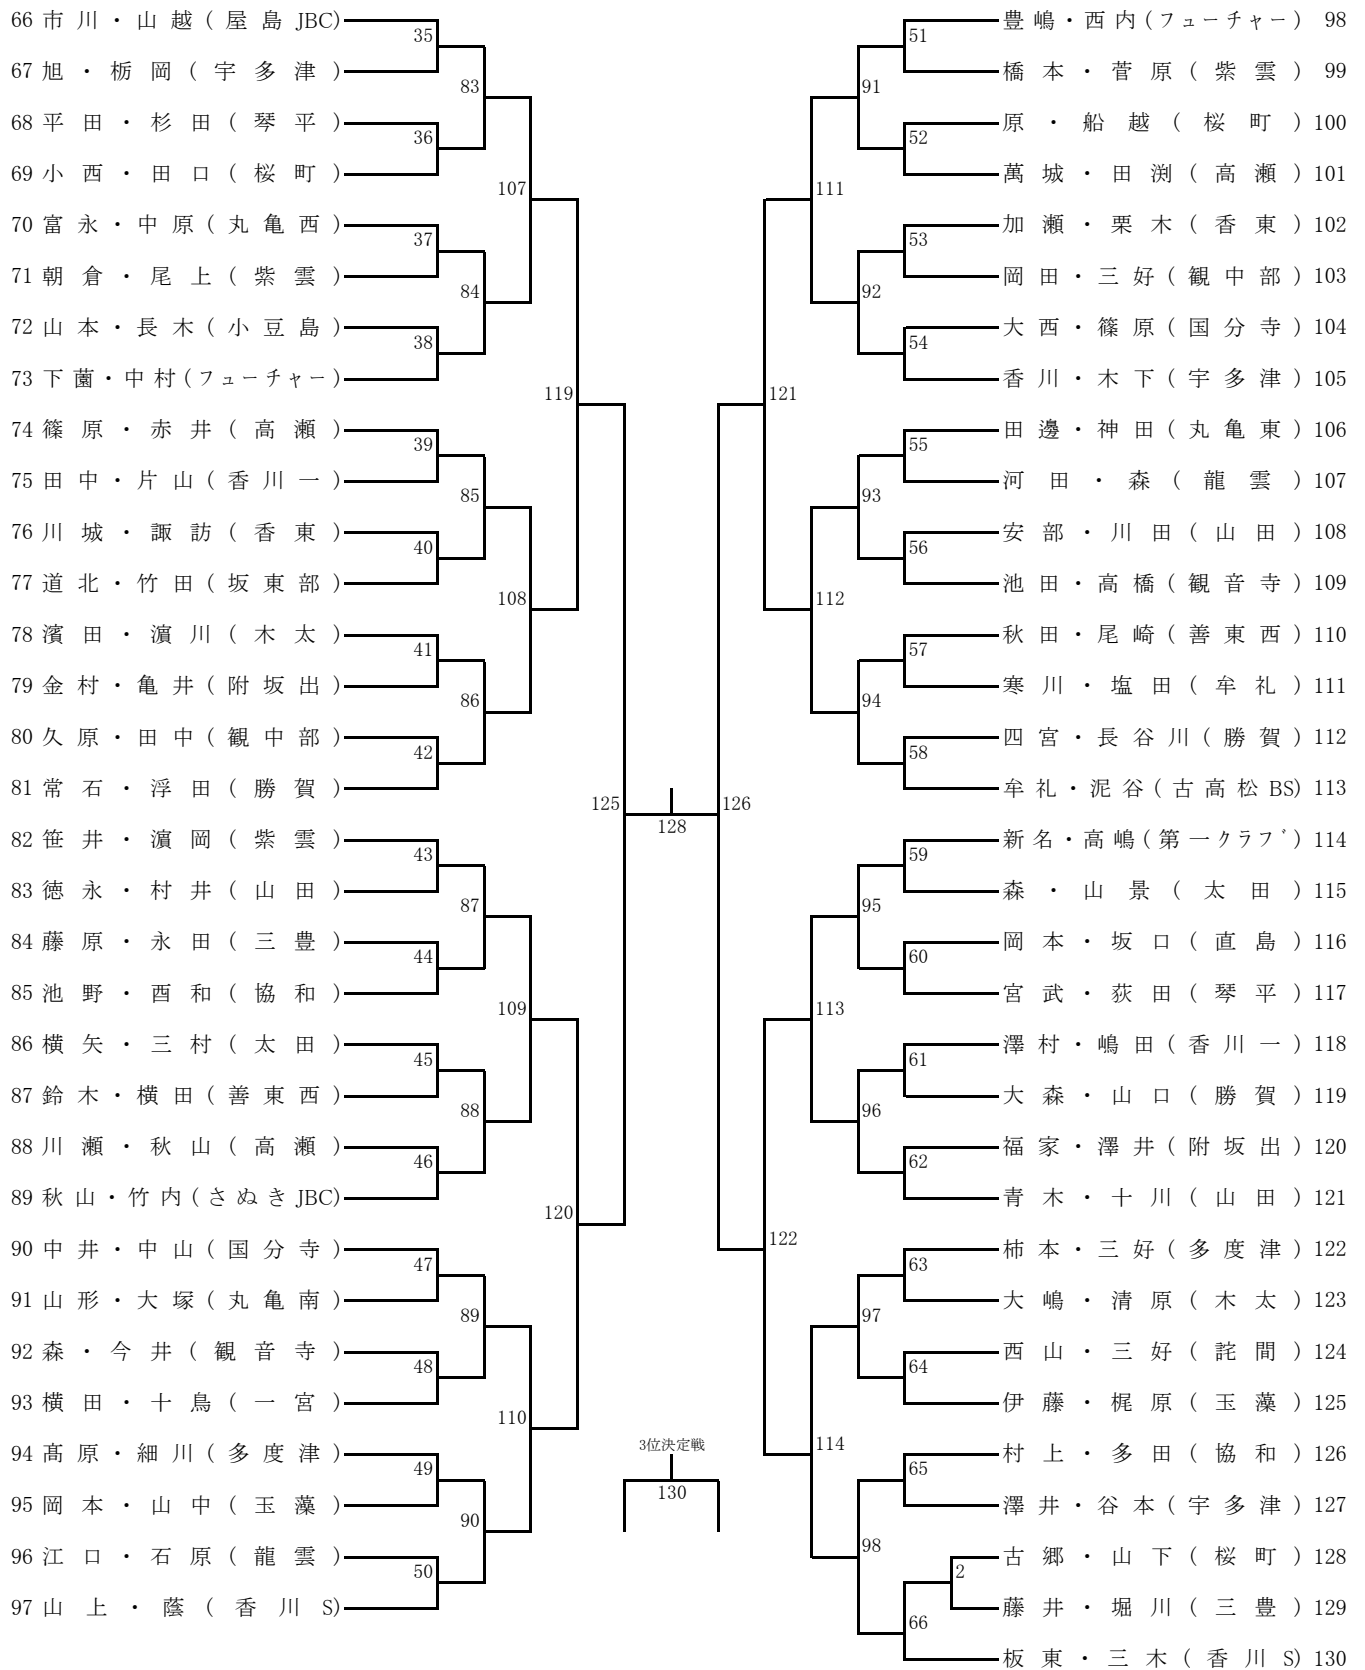 66 市川・山越(屋島JBC)
67 旭・栃岡(宇多津)
68 平田・杉田(琴平)
69 小西・田口(桜町)
70 富永・中原(丸亀西)
71 朝倉・尾上(紫雲)
72 山本・長木(小豆島)
73 下薗・中村(フューチャー)
74 篠原・赤井(高瀬)
75 田中・片山(香川一)
76 川城・諏訪(香東)
77 道北・竹田(坂東部)
78 濱田・濵川(木太)
79 金村・亀井(附坂出)
80 久原・田中(観中部)
81 常石・浮田(勝賀)
82 笹井・濵岡(紫雲)
83 徳永・村井(山田)
84 藤原・永田(三豊)
85 池野・酉和(協和)
86 横矢・三村(太田)
87 鈴木・横田(善東西)
88 川瀬・秋山(高瀬)
89 秋山・竹内(さぬきJBC)
90 中井・中山(国分寺)
91 山形・大塚(丸亀南)
92 森・今井(観音寺)
93 横田・十鳥(一宮)
94 髙原・細川(多度津)
95 岡本・山中(玉藻)
96 江口・石原(龍雲)
97 山上・蔭(香川S)
35
36
37
38
39
40
41
42
43
44
45
46
47
48
49
50
83
84
85
86
87
88
89
90
107
108
109
110
119
120
125
128
126
3位決定戦
130
121
122
111
112
113
114
91
92
93
94
95
96
97
98
51
52
53
54
55
56
57
58
59
60
61
62
63
64
65
66
2
豊嶋・西内(フューチャー) 98
橋本・菅原(紫雲) 99
原・船越(桜町) 100
萬城・田渕(高瀬) 101
加瀬・栗木(香東) 102
岡田・三好(観中部) 103
大西・篠原(国分寺) 104
香川・木下(宇多津) 105
田邊・神田(丸亀東) 106
河田・森(龍雲) 107
安部・川田(山田) 108
池田・高橋(観音寺) 109
秋田・尾崎(善東西) 110
寒川・塩田(牟礼) 111
四宮・長谷川(勝賀) 112
牟礼・泥谷(古高松BS) 113
新名・高嶋(第一クラブ) 114
森・山景(太田) 115
岡本・坂口(直島) 116
宮武・荻田(琴平) 117
澤村・嶋田(香川一) 118
大森・山口(勝賀) 119
福家・澤井(附坂出) 120
青木・十川(山田) 121
柿本・三好(多度津) 122
大嶋・清原(木太) 123
西山・三好(詫間) 124
伊藤・梶原(玉藻) 125
村上・多田(協和) 126
澤井・谷本(宇多津) 127
古郷・山下(桜町) 128
藤井・堀川(三豊) 129
板東・三木(香川S) 130